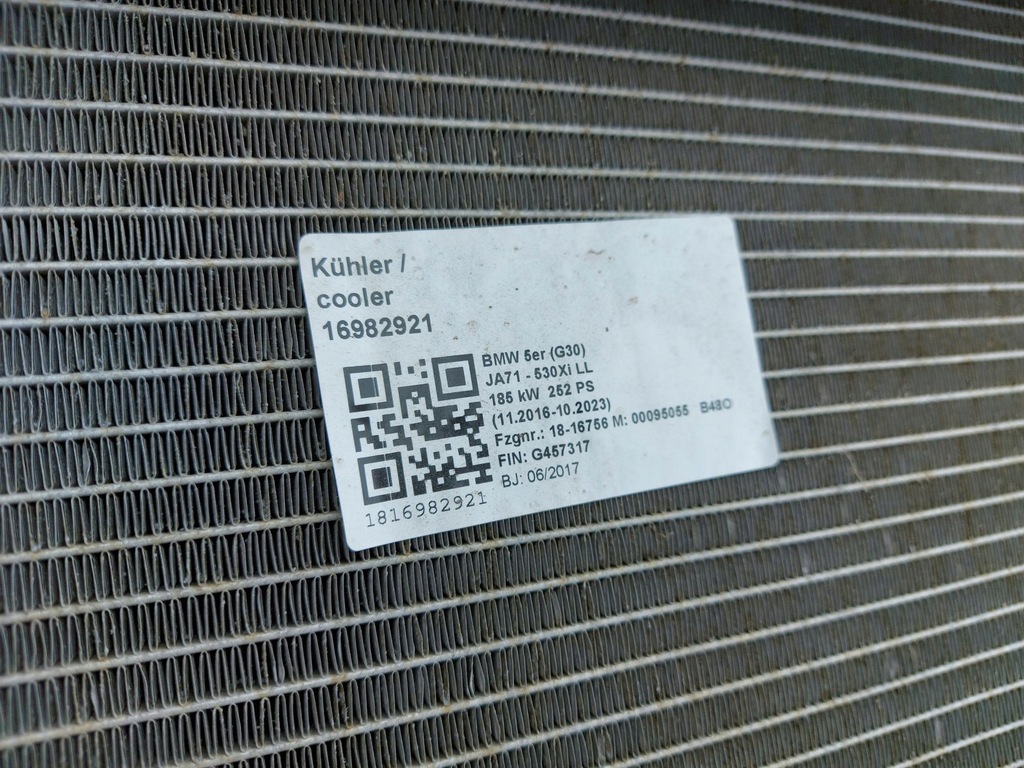 Kühler /
cooler
16982921
BMW 5er (G30)
JA71 - 530Xi LL
185 kW 252 PS
(11.2016-10.2023)
Fzgnr.: 18-16756 M: 00095055 B48O
FIN: G457317
BJ: 06/2017
1816982921